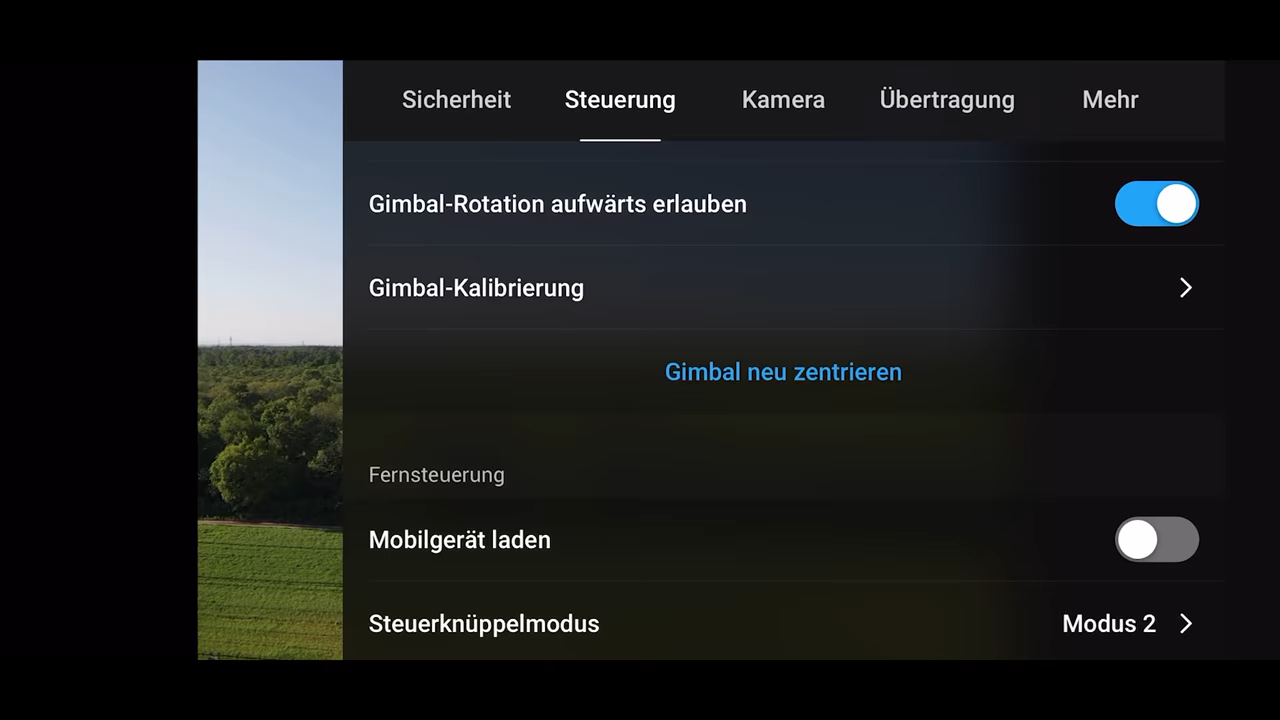 Sicherheit Steuerung Kamera Übertragung Mehr
Gimbal-Rotation aufwärts erlauben
Gimbal-Kalibrierung
Gimbal neu zentrieren
Fernsteuerung
Mobilgerät laden
Steuerknüppelmodus Modus 2